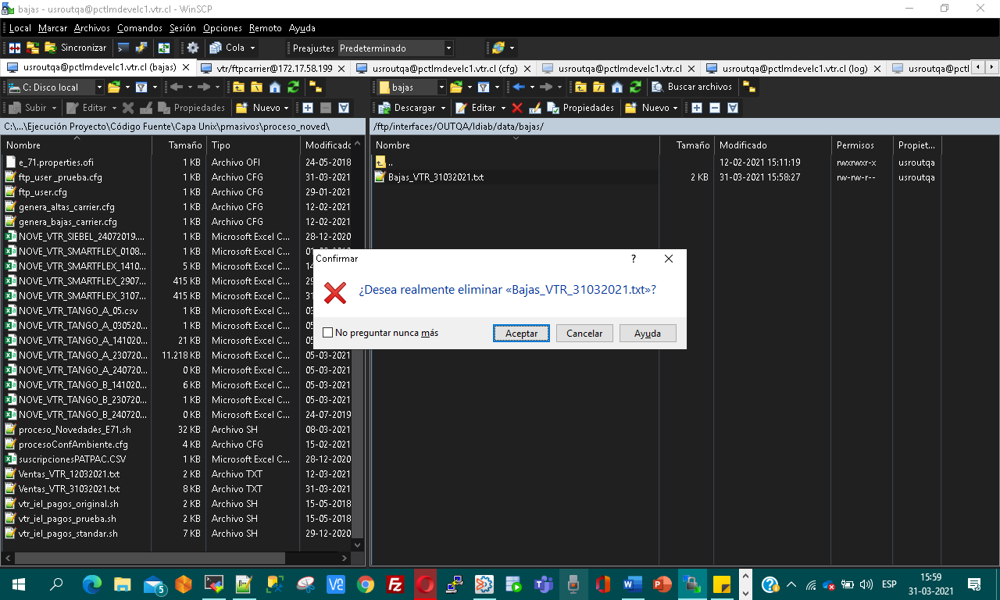 bajas - usroutqa@pctlmdevelc1.vtr.cl - WinSCP
Local Marcar Archivos Comandos Sesión Opciones Remoto Ayuda
Sincronizar Cola Preajustes Predeterminado
usroutqa@pctlmdevelc1.vtr.cl (bajas) vtr/ftpcarrier@172.17.58.199 usroutqa@pctlmdevelc1.vtr.cl (cfg) usroutqa@pctlmdevelc1.vtr.cl usroutqa@pctlmdevelc1.vtr.cl (log) usroutqa@pctl
C: Disco local bajas Buscar archivos
Subir Editar Propiedades Nuevo Descargar Editar Propiedades Nuevo
C:\...\Ejecución Proyecto\Código Fuente\Capa Unix\pmasivos\proceso_noved\ /ftp/interfaces/OUTQA/Idiab/data/bajas/
Nombre Tamaño Tipo Modificado Nombre Tamaño Modificado Permisos Propiet...
e_71.properties.ofi 1 KB Archivo OFI 24-05-2018 .. 12-02-2021 15:11:19 rwxrwxr-x usroutqa
ftp_user _prueba.cfg 1 KB Archivo CFG 31-03-2021 Bajas_VTR_31032021.txt 2 KB 31-03-2021 15:58:27 rw-rw-r-- usroutqa
ftp_user.cfg 1 KB Archivo CFG 29-01-2021
genera_altas_carrier.cfg 1 KB Archivo CFG 12-02-2021
genera_bajas_carrier.cfg 1 KB Archivo CFG 12-02-2021
NOVE_VTR_SIEBEL_24072019.... 1 KB Microsoft Excel C... 28-12-2020
NOVE_VTR_SMARTFLEX_0108... 1 KB Microsoft Excel C...
NOVE_VTR_SMARTFLEX_1410... 5 KB Microsoft Excel C...
NOVE_VTR_SMARTFLEX_2907... 415 KB Microsoft Excel C...
NOVE_VTR_SMARTFLEX_3107... 415 KB Microsoft Excel C...
NOVE_VTR_TANGO_A_05.csv 1 KB Microsoft Excel C...
NOVE_VTR_TANGO_A_030520... 1 KB Microsoft Excel C...
NOVE_VTR_TANGO_A_141020... 21 KB Microsoft Excel C...
NOVE_VTR_TANGO_A_230720... 11.218 KB Microsoft Excel C... 05-03-2021
NOVE_VTR_TANGO_A_240720... 0 KB Microsoft Excel C... 05-03-2021
NOVE_VTR_TANGO_B_141020... 6 KB Microsoft Excel C... 05-03-2021
NOVE_VTR_TANGO_B_230720... 1 KB Microsoft Excel C... 05-03-2021
NOVE_VTR_TANGO_B_240720... 0 KB Microsoft Excel C... 24-07-2019
proceso_Novedades_E71.sh 32 KB Archivo SH 08-03-2021
procesoConfAmbiente.cfg 4 KB Archivo CFG 15-02-2021
suscripcionesPATPAC.CSV 1 KB Microsoft Excel C... 28-12-2020
Ventas_VTR_12032021.txt 2 KB Archivo TXT 12-03-2021
Ventas_VTR_31032021.txt 8 KB Archivo TXT 31-03-2021
vtr_iel_pagos_original.sh 2 KB Archivo SH 15-05-2018
vtr_iel_pagos_prueba.sh 2 KB Archivo SH 15-05-2018
vtr_iel_pagos_standar.sh 7 KB Archivo SH 29-12-2020
Confirmar ?
¿Desea realmente eliminar «Bajas_VTR_31032021.txt»?
No preguntar nunca más Aceptar Cancelar Ayuda
5 ESP 15:59
31-03-2021